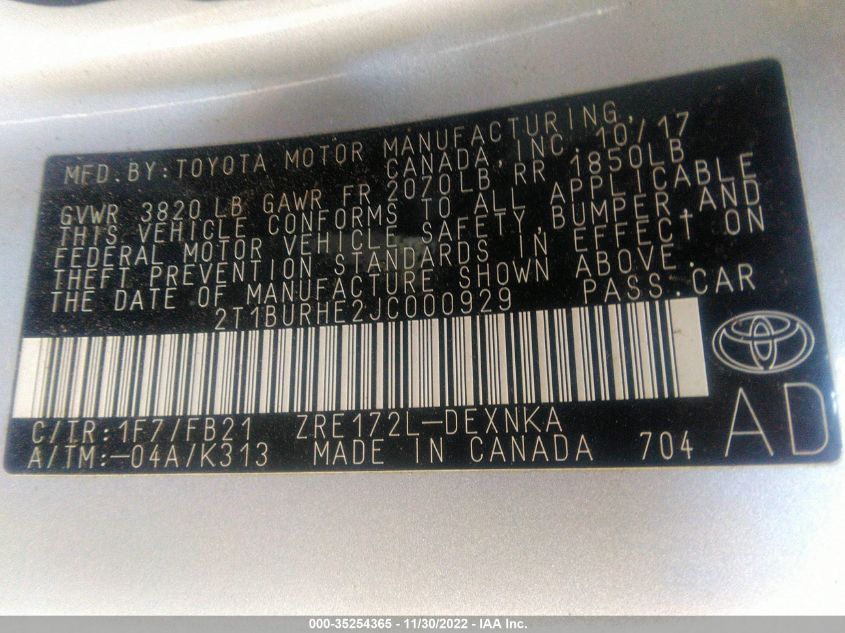 MFD.BY:TOYOTA MOTOR MANUFACTURING,
CANADA, INC. 10/17
GVWR 3820 LB GAWR FR 2070LB RR 1850LB
THIS VEHICLE CONFORMS TO ALL APPLICABLE
FEDERAL MOTOR VEHICLE SAFETY,BUMPER,AND
THEFT PREVENTION STANDARDS IN EFFECT ON
THE DATE OF MANUFACTURE SHOWN ABOVE.
2T1BURHE2JC000929 PASS.CAR
C/TR:1F7/FB21 ZRE172L-DEXNKA
A/TM:-04A/K313 MADE IN CANADA 704
AD
000-35254365 - 11/30/2022 - IAA Inc.